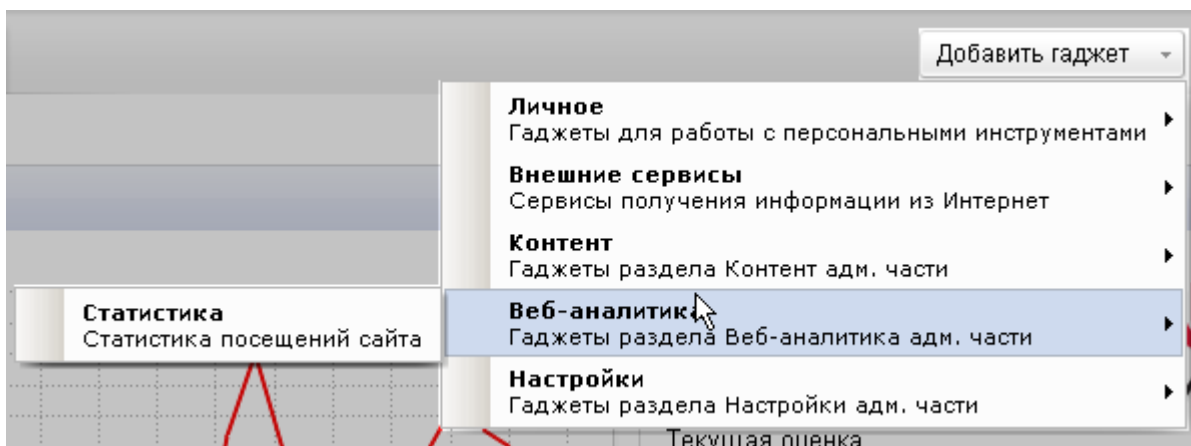 Добавить гаджет
Личное
Гаджеты для работы с персональными инструментами
Внешние сервисы
Сервисы получения информации из Интернет
Контент
Гаджеты раздела Контент адм. части
Веб-аналитика
Гаджеты раздела Веб-аналитика адм. части
Статистика
Статистика посещений сайта
Настройки
Гаджеты раздела Настройки адм. части
Текущая оценка